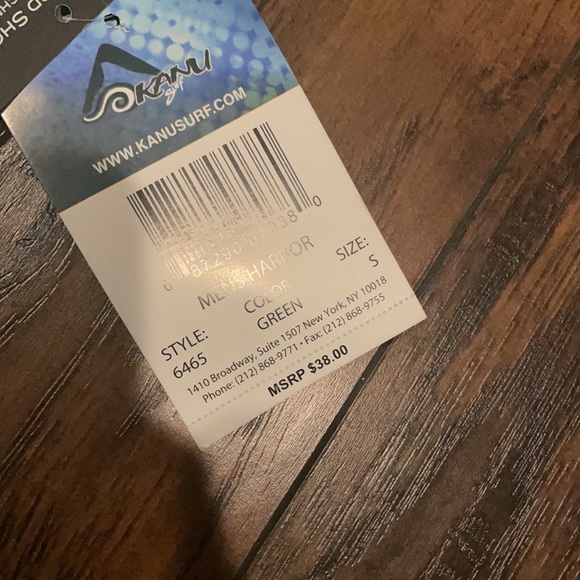 KANU
Surf
WWW.KANUSURF.COM
MENS HARBOR
STYLE:
6465
COLOR
GREEN
SIZE:
S
1410 Broadway, Suite 1507 New York, NY 10018
Phone: (212) 868-9771 • Fax: (212) 868-9755
MSRP $38.00